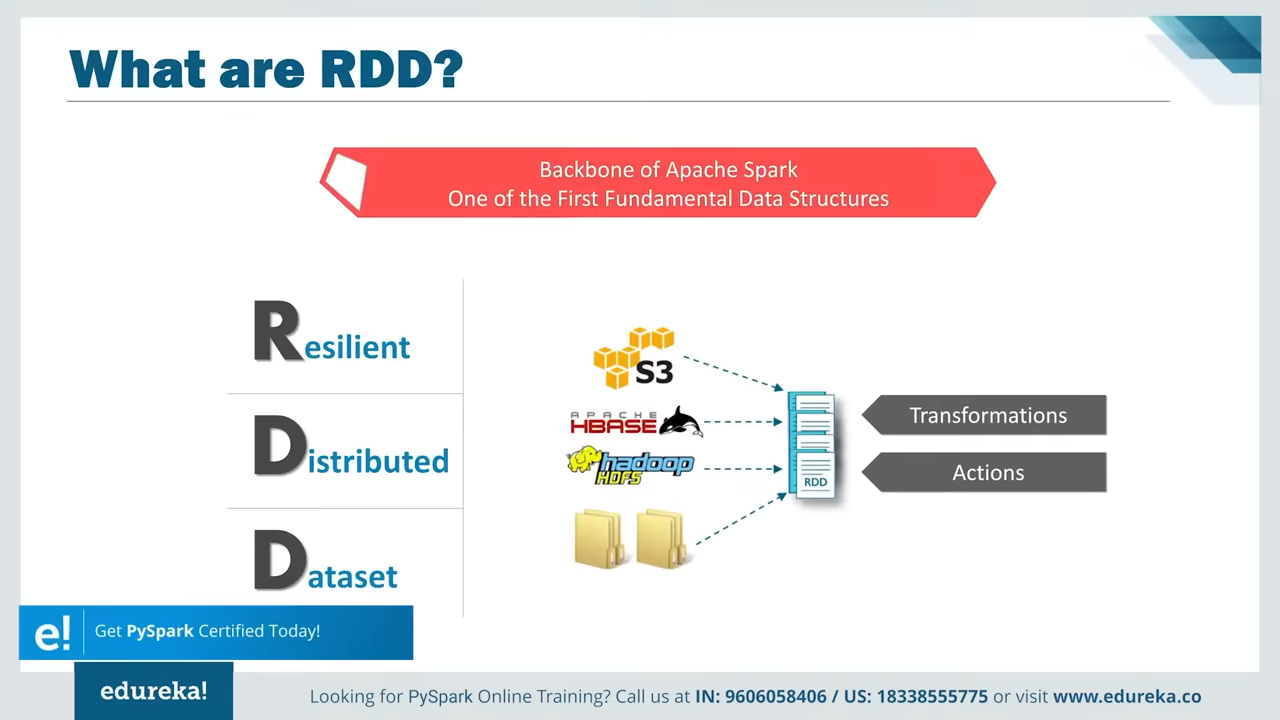 What are RDD?
Backbone of Apache Spark
One of the First Fundamental Data Structures
Resilient
Distributed
Dataset
S3
APACHE
HBASE
hadoop
HDFS
RDD
Transformations
Actions
e! Get PySpark Certified Today!
edureka!
Looking for PySpark Online Training? Call us at IN: 9606058406 / US: 18338555775 or visit www.edureka.co